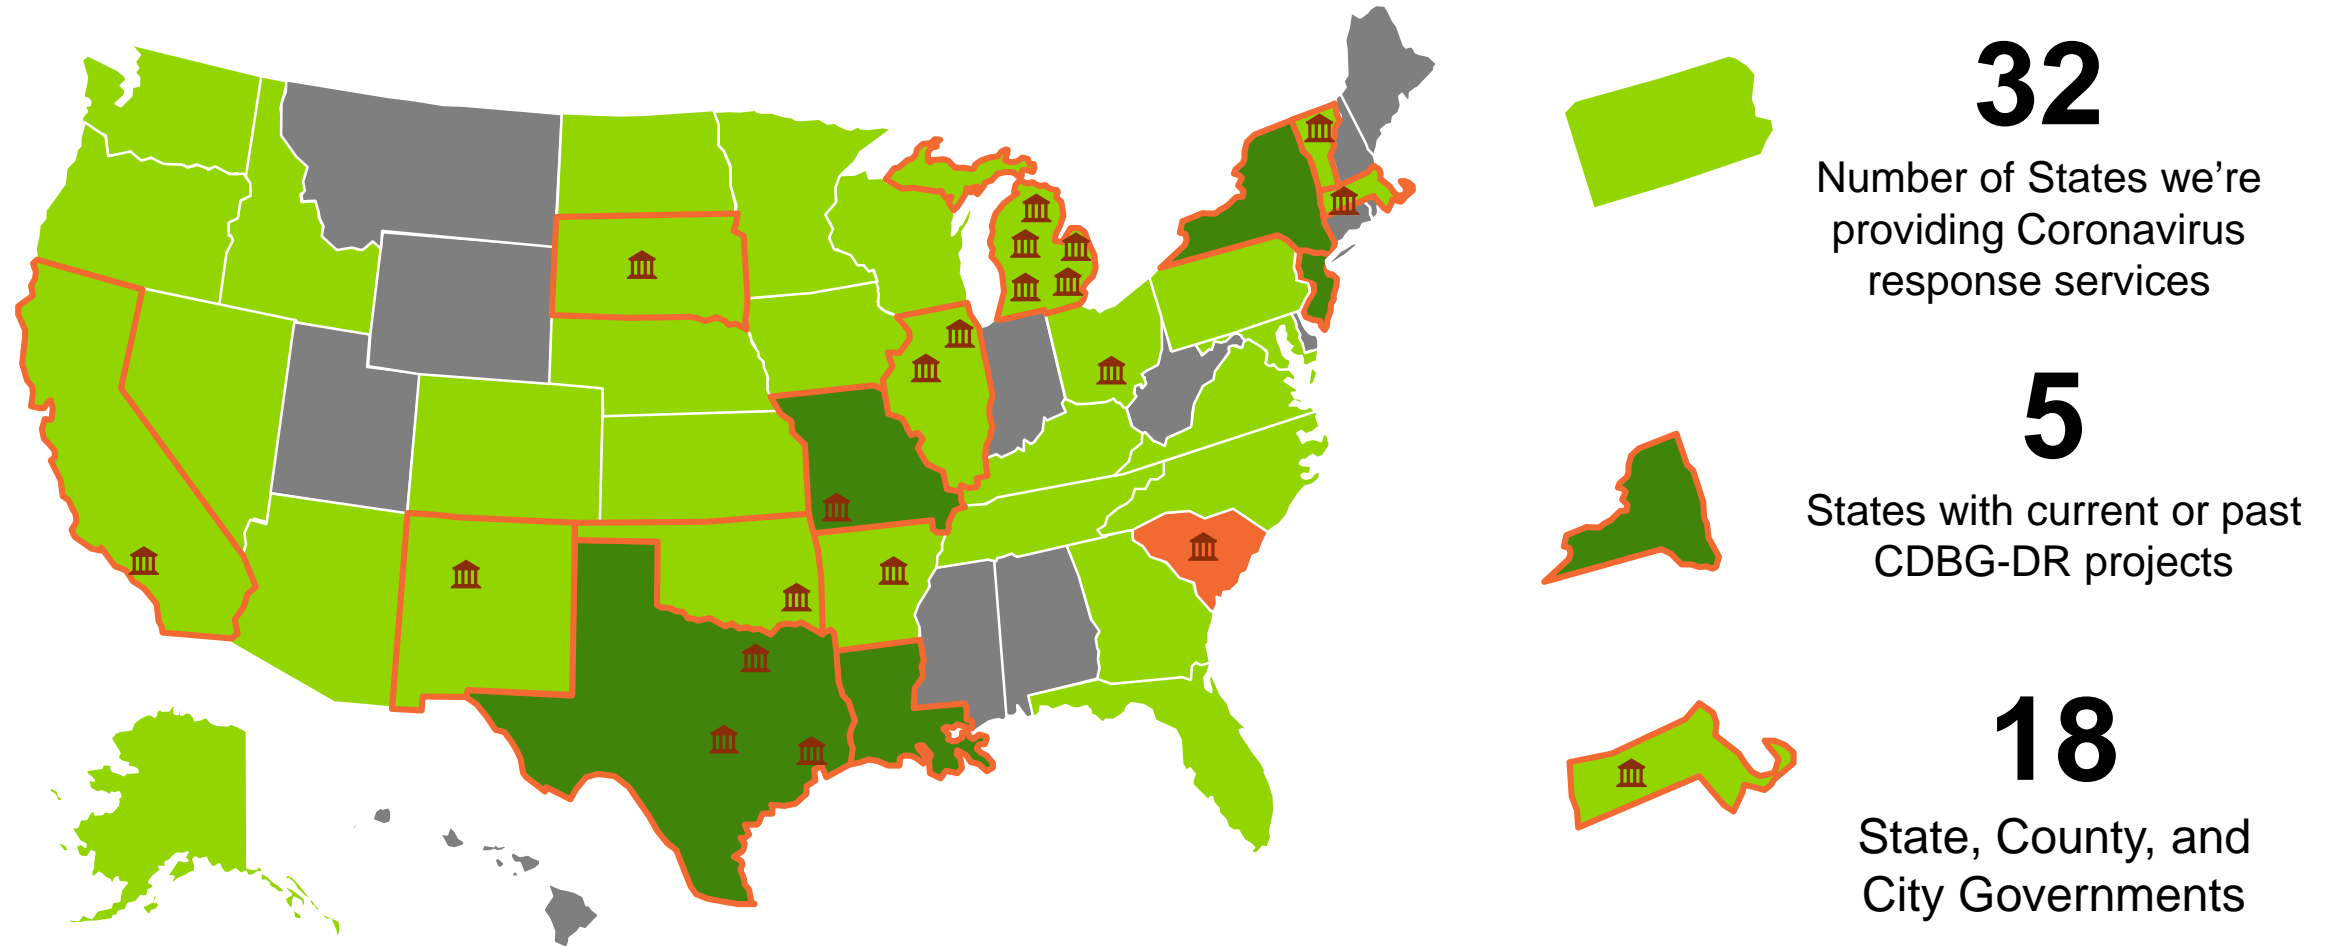 32
Number of States we’re
providing Coronavirus
response services
5
States with current or past
CDBG-DR projects
18
State, County, and
City Governments